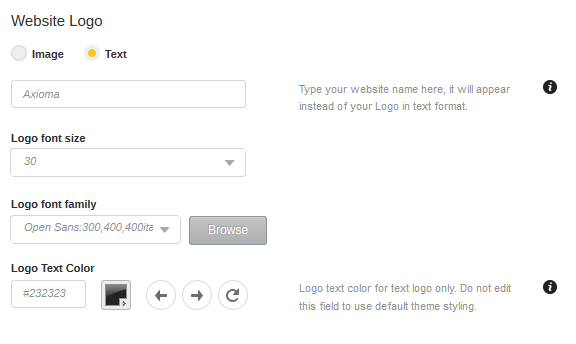 Website Logo
Image Text
Axioma
Type your website name here, it will appear
instead of your Logo in text format.
Logo font size
30
Logo font family
Open Sans:300,400,400ita
Browse
Logo Text Color
#232323
Logo text color for text logo only. Do not edit
this field to use default theme styling.